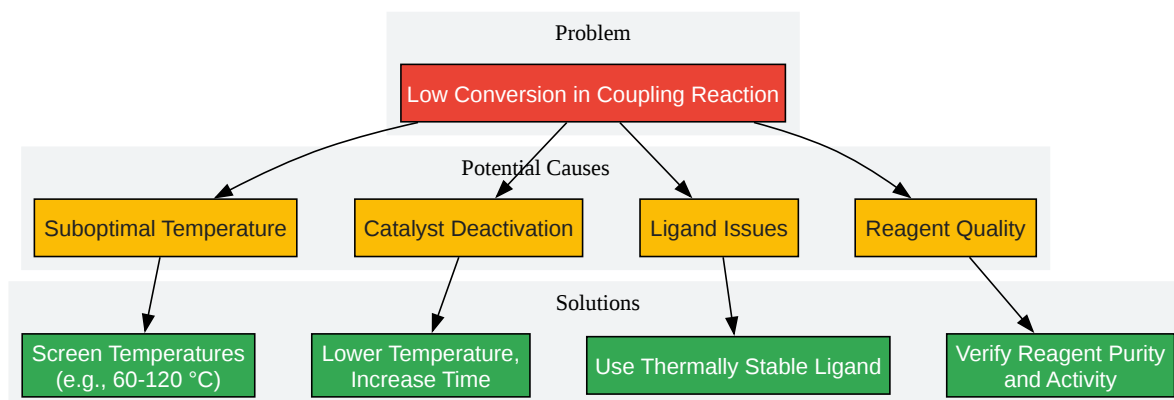 Problem
Low Conversion in Coupling Reaction
Potential Causes
Suboptimal Temperature
Catalyst Deactivation
Ligand Issues
Reagent Quality
Solutions
Screen Temperatures
(e.g., 60-120 °C)
Lower Temperature,
Increase Time
Use Thermally Stable Ligand
Verify Reagent Purity
and Activity